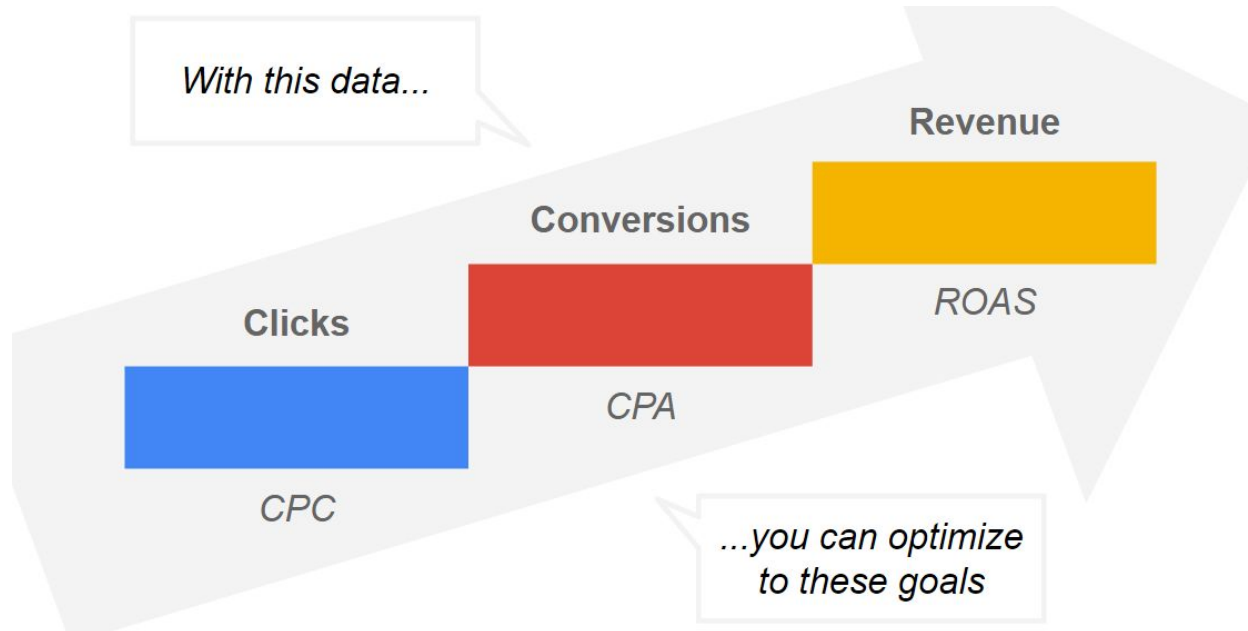 With this data...
Revenue
Conversions
Clicks
ROAS
CPA
CPC
...you can optimize
to these goals